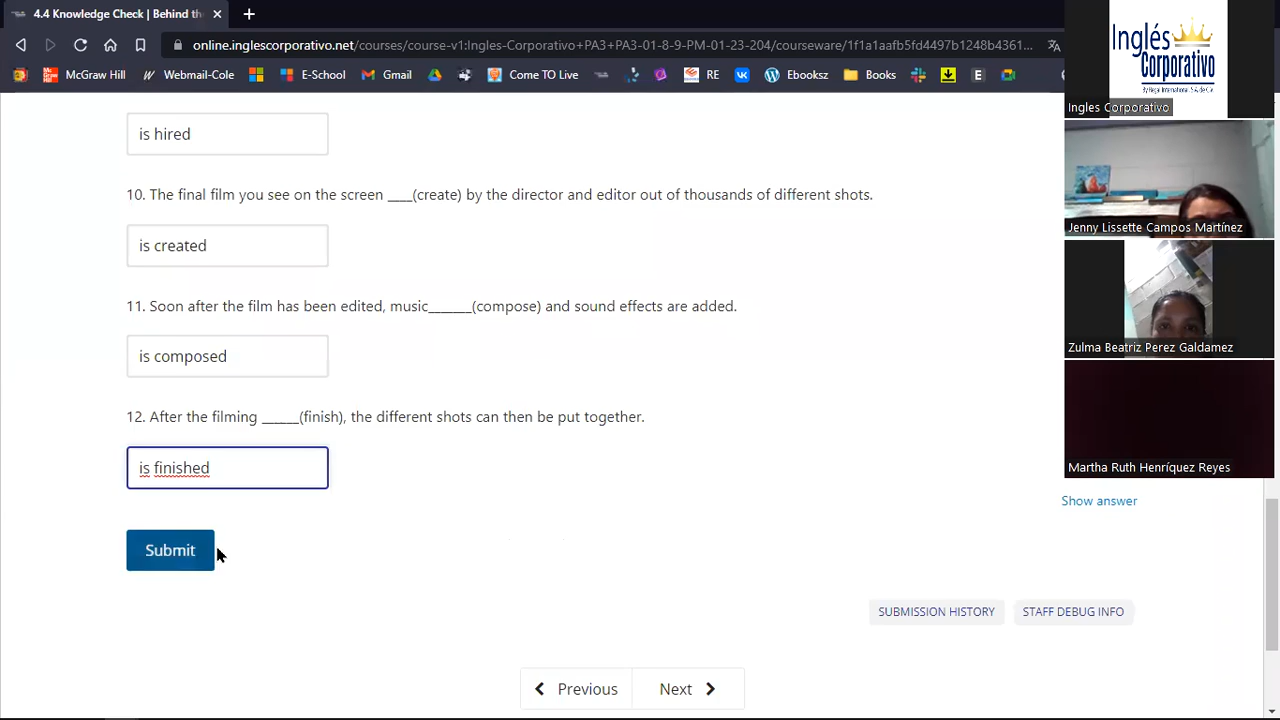 4.4 Knowledge Check | Behind the
online.inglescorporativo.net/courses/course-v1:Ingles-Corporativo+PA3+PA3-01-8-9-PM-01-23-204/courseware/1f1a1aafb5fd4497b1248b4361...
McGraw Hill
Webmail-Cole
E-School
Gmail
Come TO Live
RE
Ebooksz
Books
is hired
10. The final film you see on the screen ____(create) by the director and editor out of thousands of different shots.
is created
11. Soon after the film has been edited, music_______(compose) and sound effects are added.
is composed
12. After the filming ______(finish), the different shots can then be put together.
is finished
Show answer
Submit
SUBMISSION HISTORY
STAFF DEBUG INFO
Previous
Next
Inglés
Corporativo
Ingles Corporativo
Jenny Lissette Campos Martínez
Zulma Beatriz Perez Galdamez
Martha Ruth Henríquez Reyes